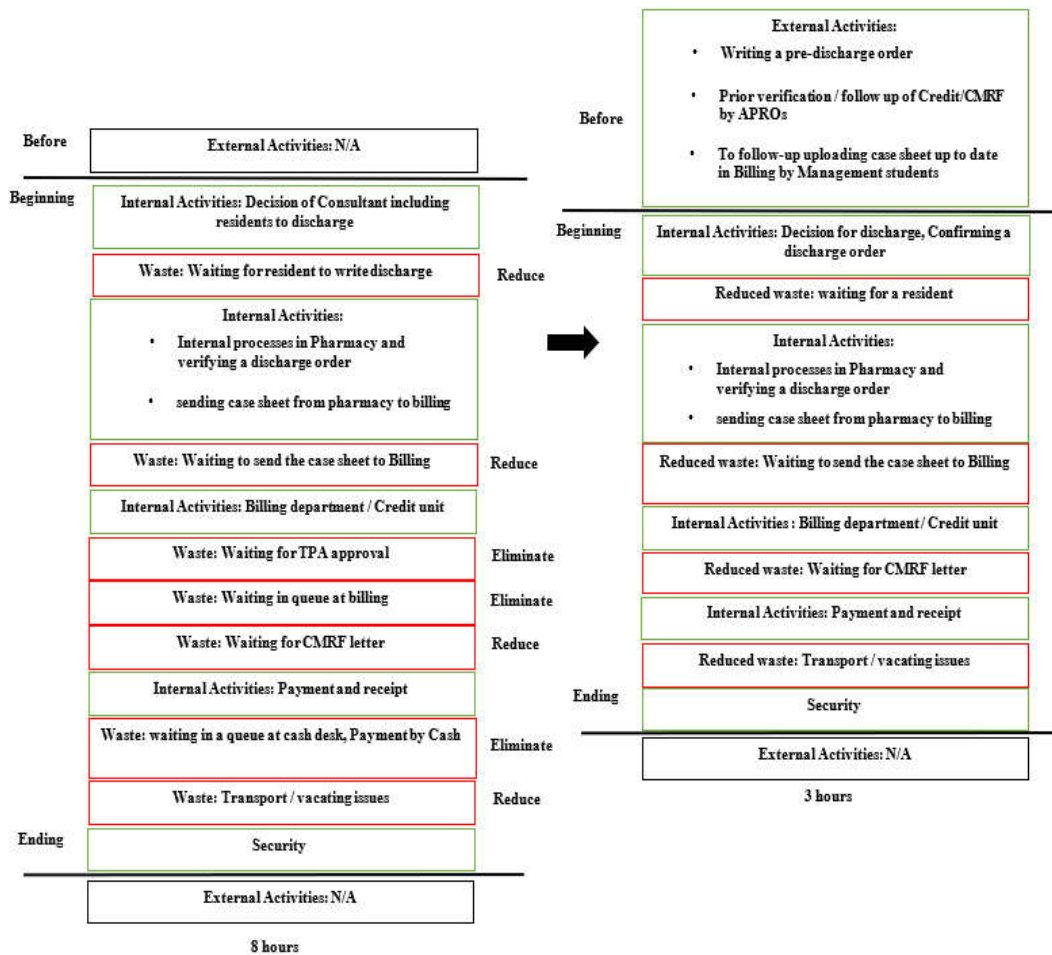 Before
External Activities: N/A
Beginning
Internal Activities: Decision of Consultant including
residents to discharge
Waste: Waiting for resident to write discharge
Reduce
Internal Activities:
• Internal processes in Pharmacy and
verifying a discharge order
• sending case sheet from pharmacy to billing
Waste: Waiting to send the case sheet to Billing
Reduce
Internal Activities: Billing department / Credit unit
Waste: Waiting for TPA approval
Eliminate
Waste: Waiting in queue at billing
Eliminate
Waste: Waiting for CMRF letter
Reduce
Internal Activities: Payment and receipt
Waste: waiting in a queue at cash desk, Payment by Cash
Eliminate
Waste: Transport / vacating issues
Reduce
Ending
Security
External Activities: N/A
8 hours
External Activities:
• Writing a pre-discharge order
• Prior verification / follow up of Credit/CMRF
by APROs
Before
• To follow-up uploading case sheet up to date
in Billing by Management students
Beginning
Internal Activities: Decision for discharge, Confirming a
discharge order
Reduced waste: waiting for a resident
Internal Activities:
• Internal processes in Pharmacy and
verifying a discharge order
• sending case sheet from pharmacy to billing
Reduced waste: Waiting to send the case sheet to Billing
Internal Activities : Billing department / Credit unit
Reduced waste: Waiting for CMRF letter
Internal Activities: Payment and receipt
Reduced waste: Transport / vacating issues
Ending
Security
External Activities: N/A
3 hours